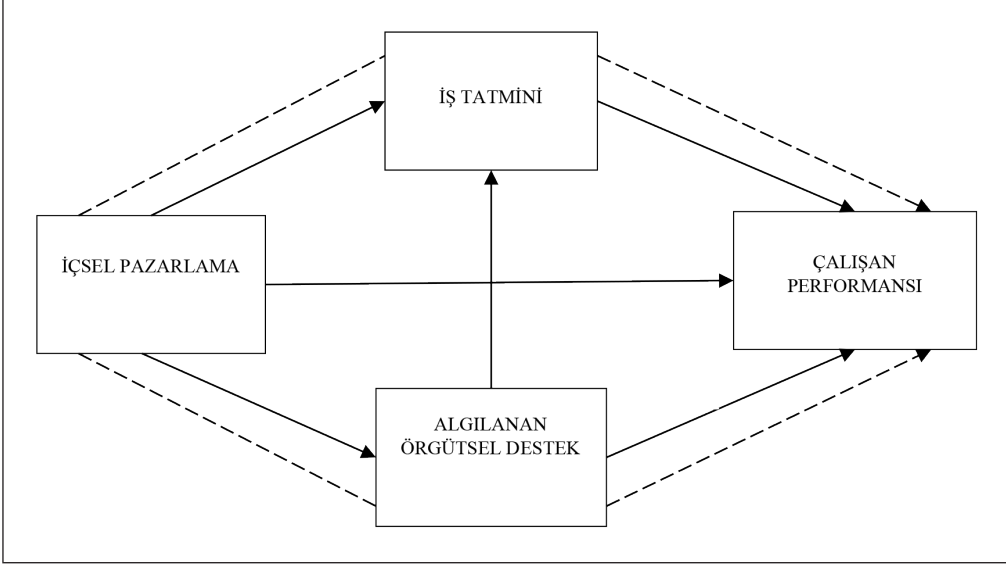 İŞ TATMİNİ
İÇSEL PAZARLAMA
ÇALIŞAN
PERFORMANSI
ALGILANAN
ÖRGÜTSEL DESTEK